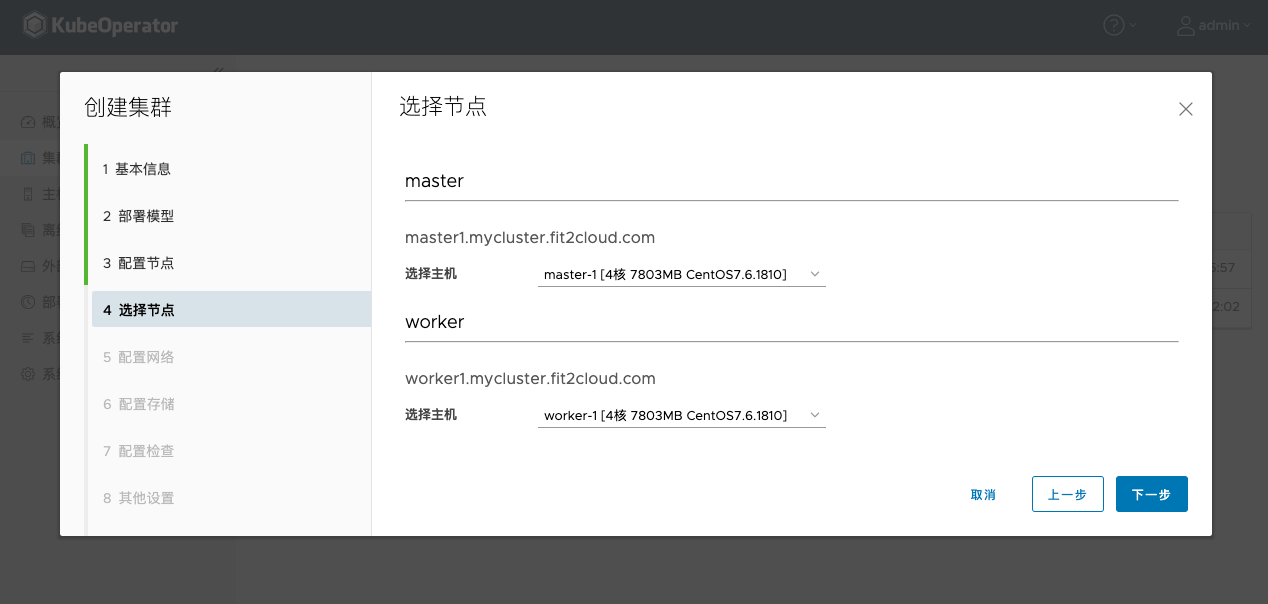 KubeOperator
admin
创建集群
1 基本信息
2 部署模型
3 配置节点
4 选择节点
5 配置网络
6 配置存储
7 配置检查
8 其他设置
选择节点
master
master1.mycluster.fit2cloud.com
选择主机 master-1 [4核 7803MB CentOS7.6.1810]
worker
worker1.mycluster.fit2cloud.com
选择主机 worker-1 [4核 7803MB CentOS7.6.1810]
取消 上一步 下一步